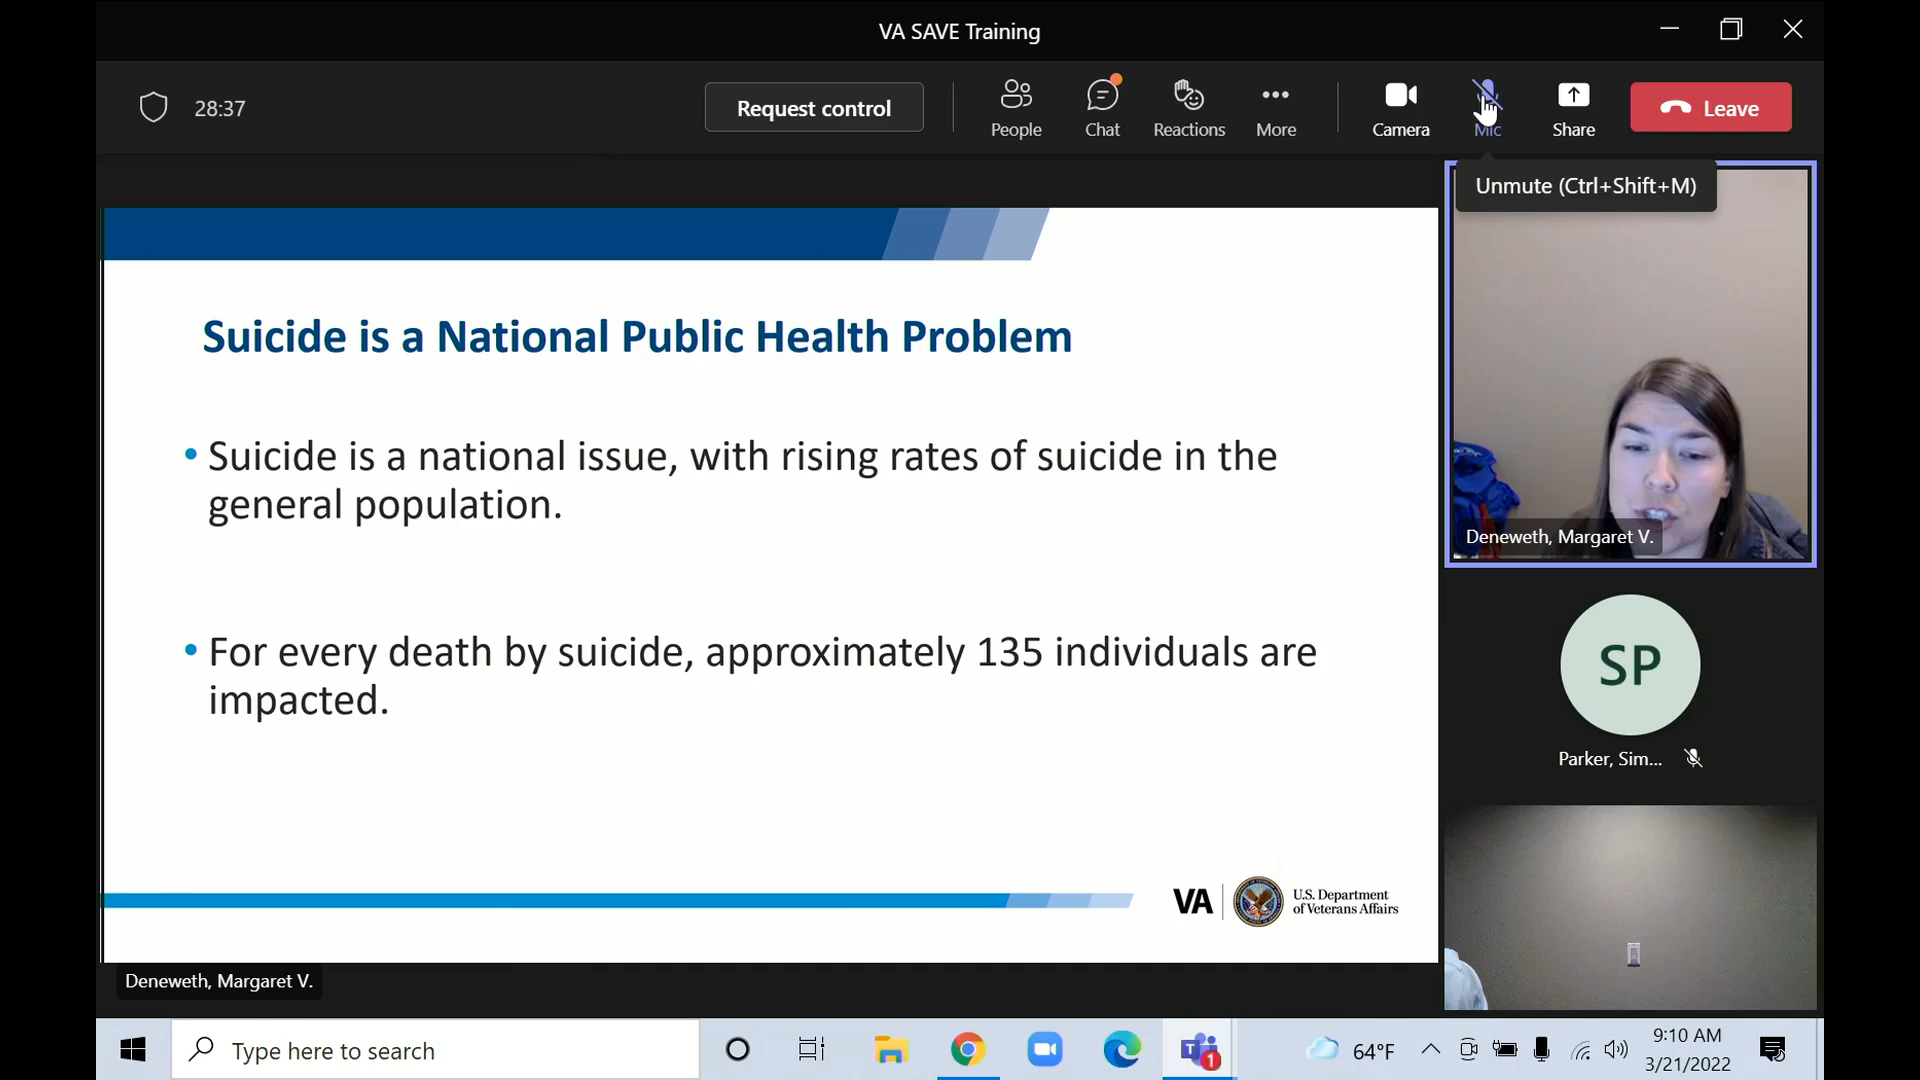 VA SAVE Training
28:37
Request control
People
Chat
Reactions
More
Camera
Mic
Share
Leave
Unmute (Ctrl+Shift+M)
Suicide is a National Public Health Problem
• Suicide is a national issue, with rising rates of suicide in the
general population.
• For every death by suicide, approximately 135 individuals are
impacted.
Deneweth, Margaret V.
SP
Parker, Sim...
VA
U.S. Department
of Veterans Affairs
Deneweth, Margaret V.
Type here to search
1
64°F
9:10 AM
3/21/2022